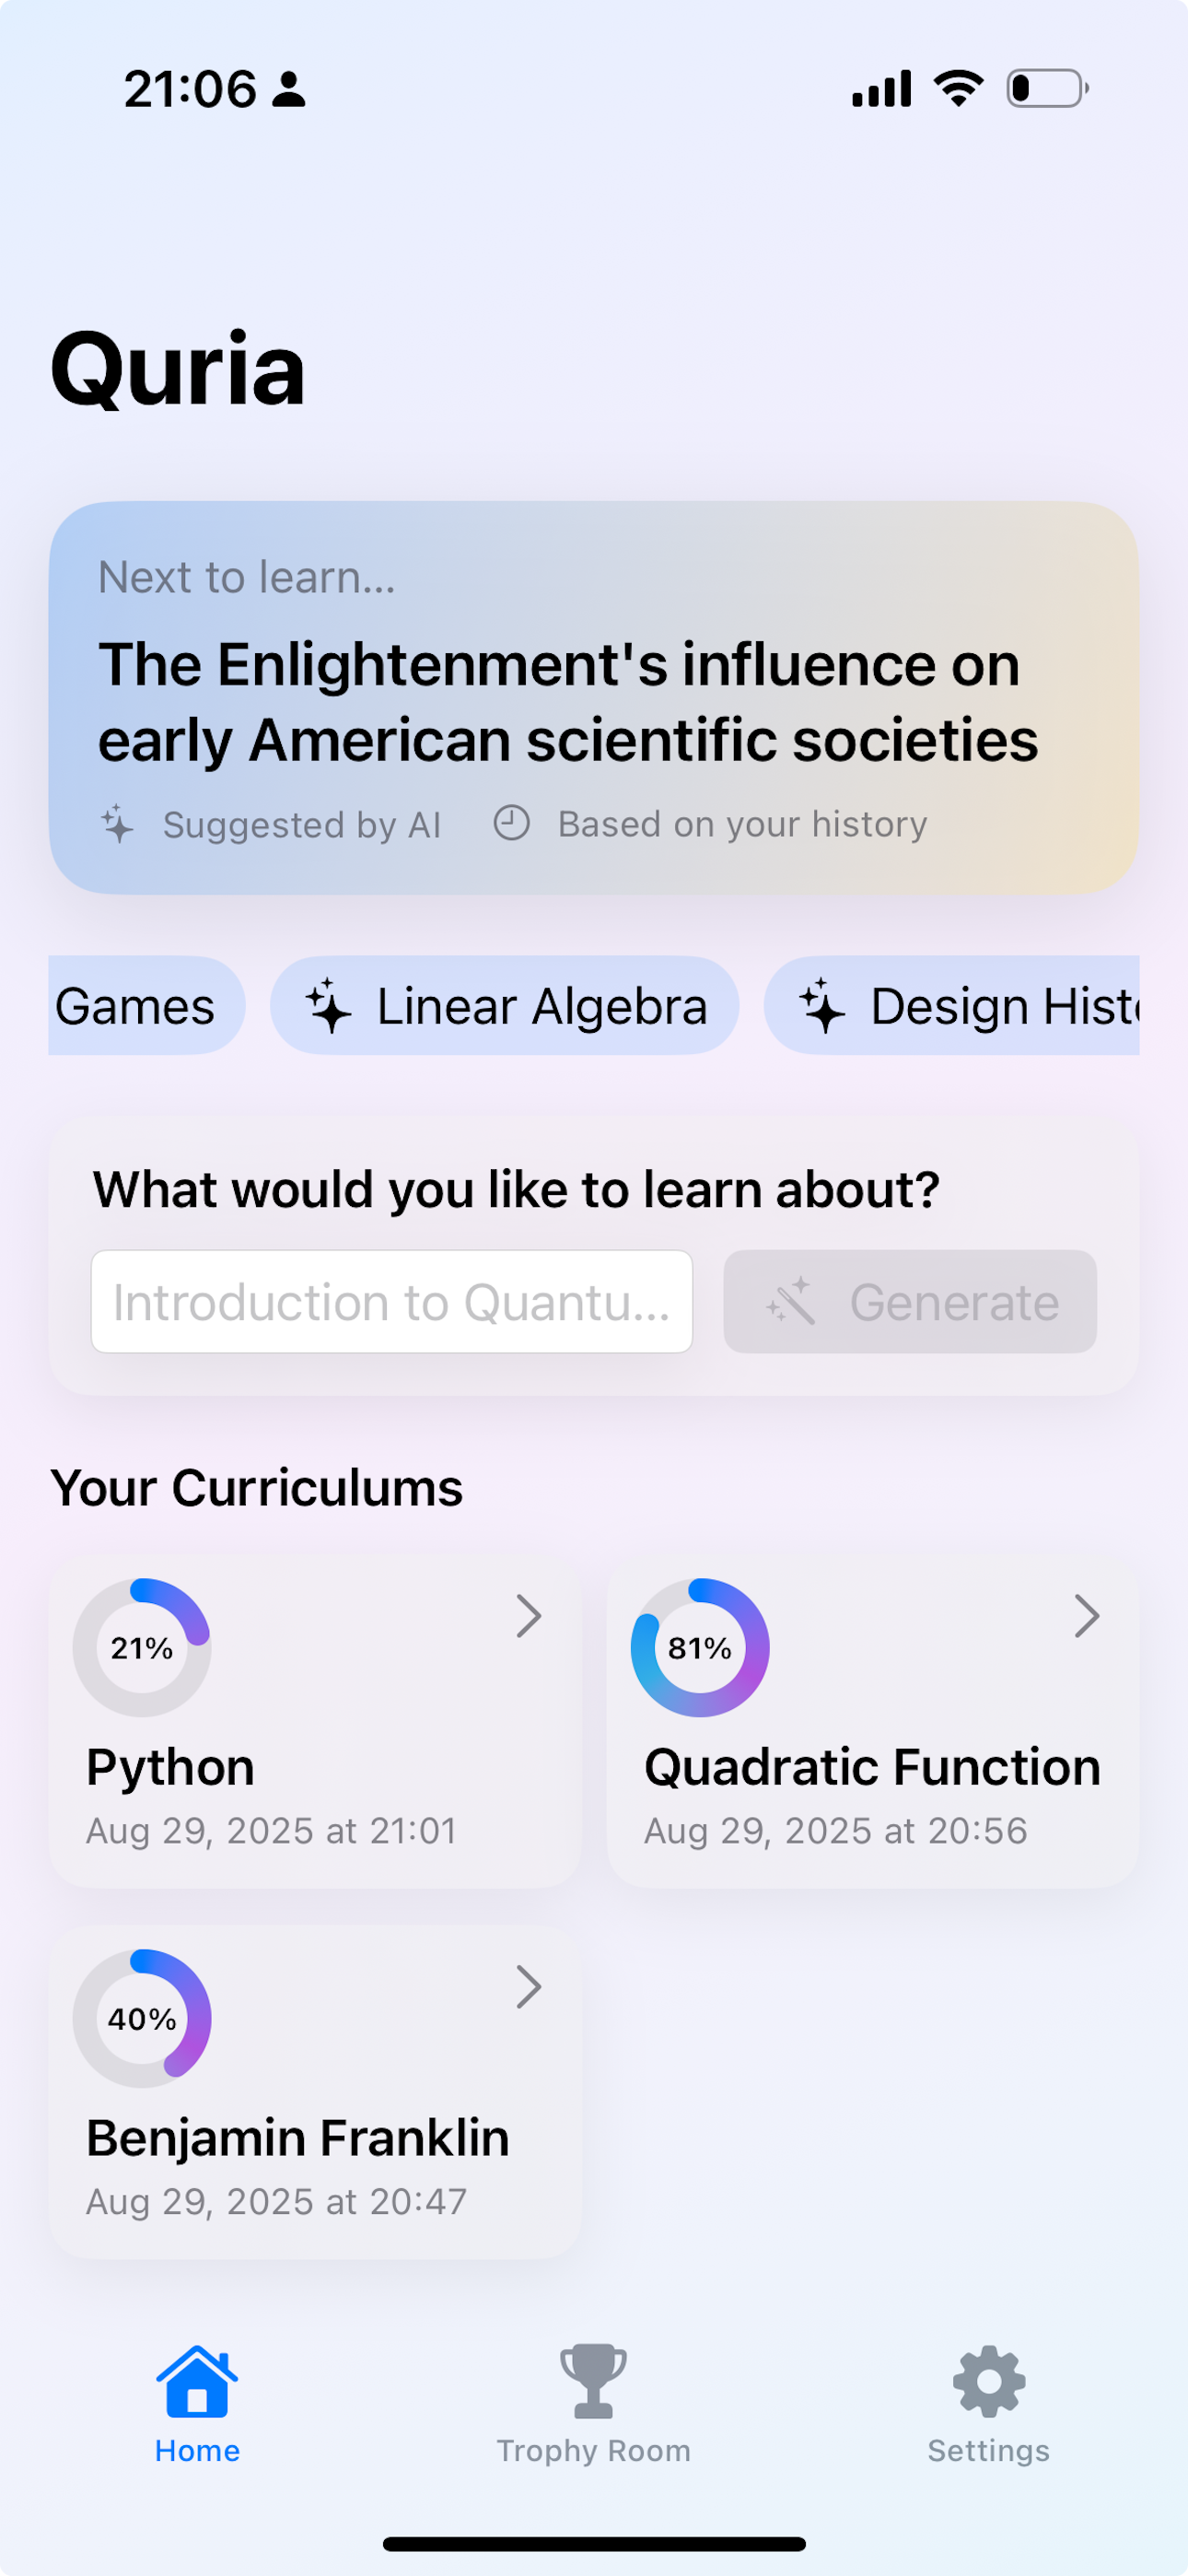 21:06
Quria
Next to learn...
The Enlightenment's influence on
early American scientific societies
Suggested by AI Based on your history
Games Linear Algebra Design Histo
What would you like to learn about?
Introduction to Quantu... Generate
Your Curriculums
21%
Python
Aug 29, 2025 at 21:01
81%
Quadratic Function
Aug 29, 2025 at 20:56
40%
Benjamin Franklin
Aug 29, 2025 at 20:47
Home Trophy Room Settings